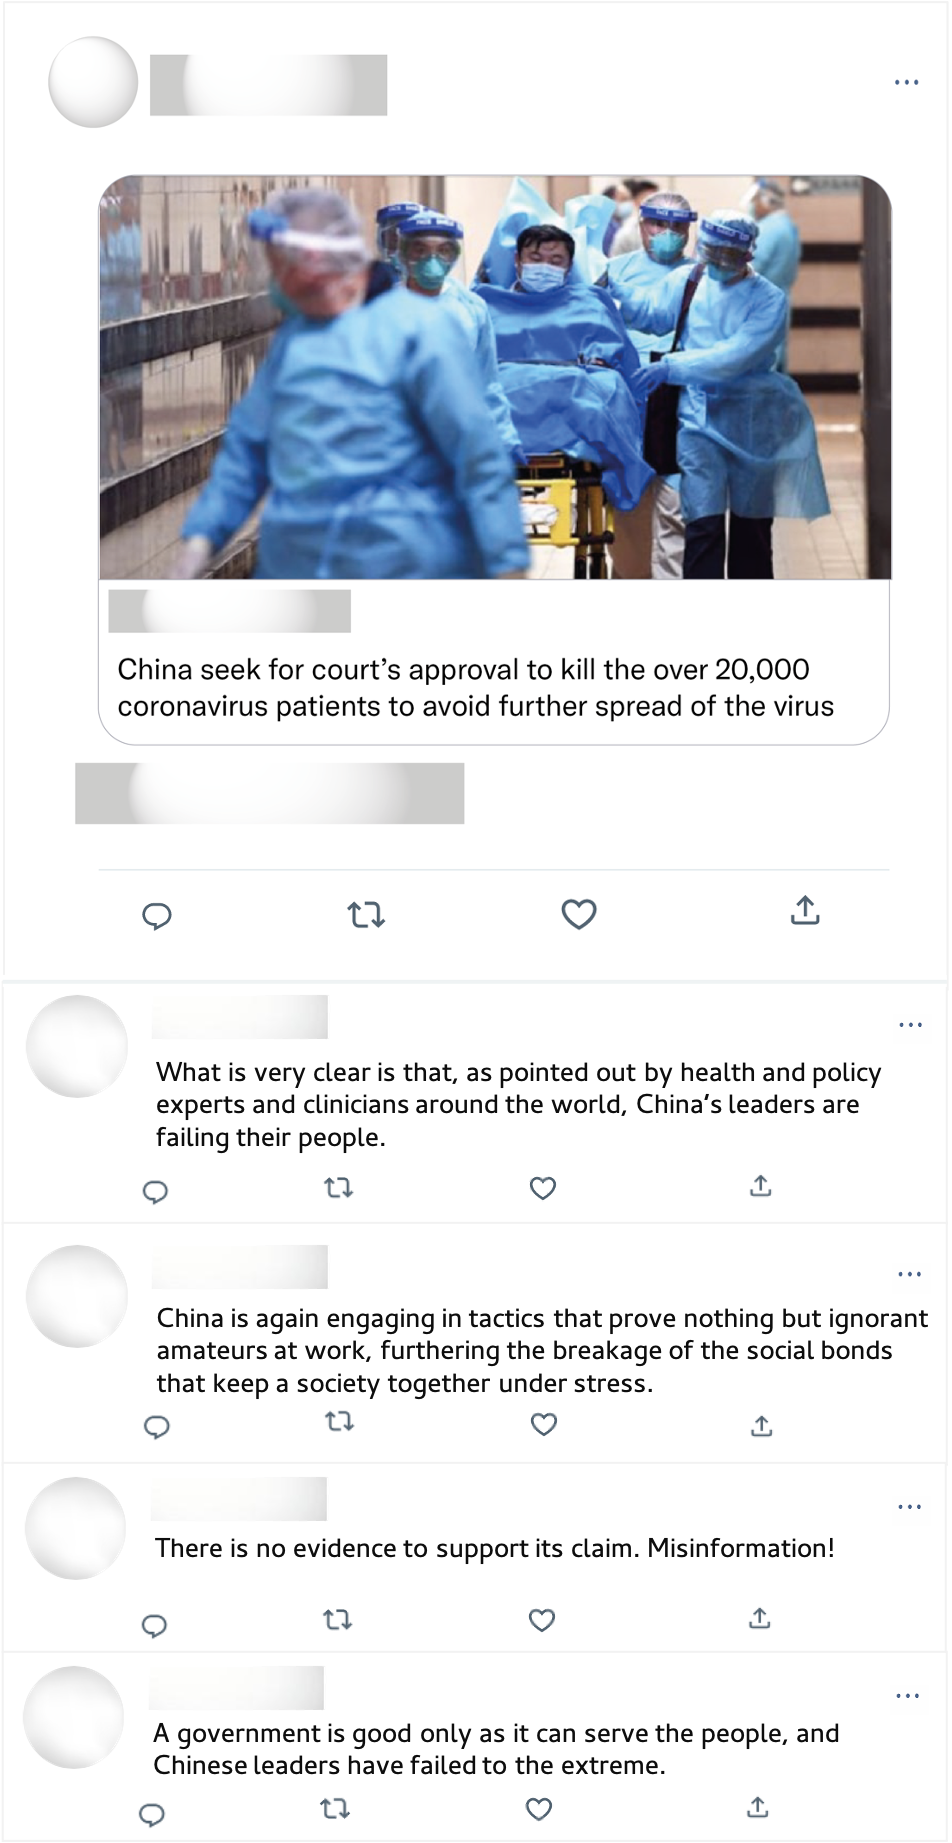 China seek for court’s approval to kill the over 20,000
coronavirus patients to avoid further spread of the virus
What is very clear is that, as pointed out by health and policy
experts and clinicians around the world, China’s leaders are
failing their people.
China is again engaging in tactics that prove nothing but ignorant
amateurs at work, furthering the breakage of the social bonds
that keep a society together under stress.
There is no evidence to support its claim. Misinformation!
A government is good only as it can serve the people, and
Chinese leaders have failed to the extreme.